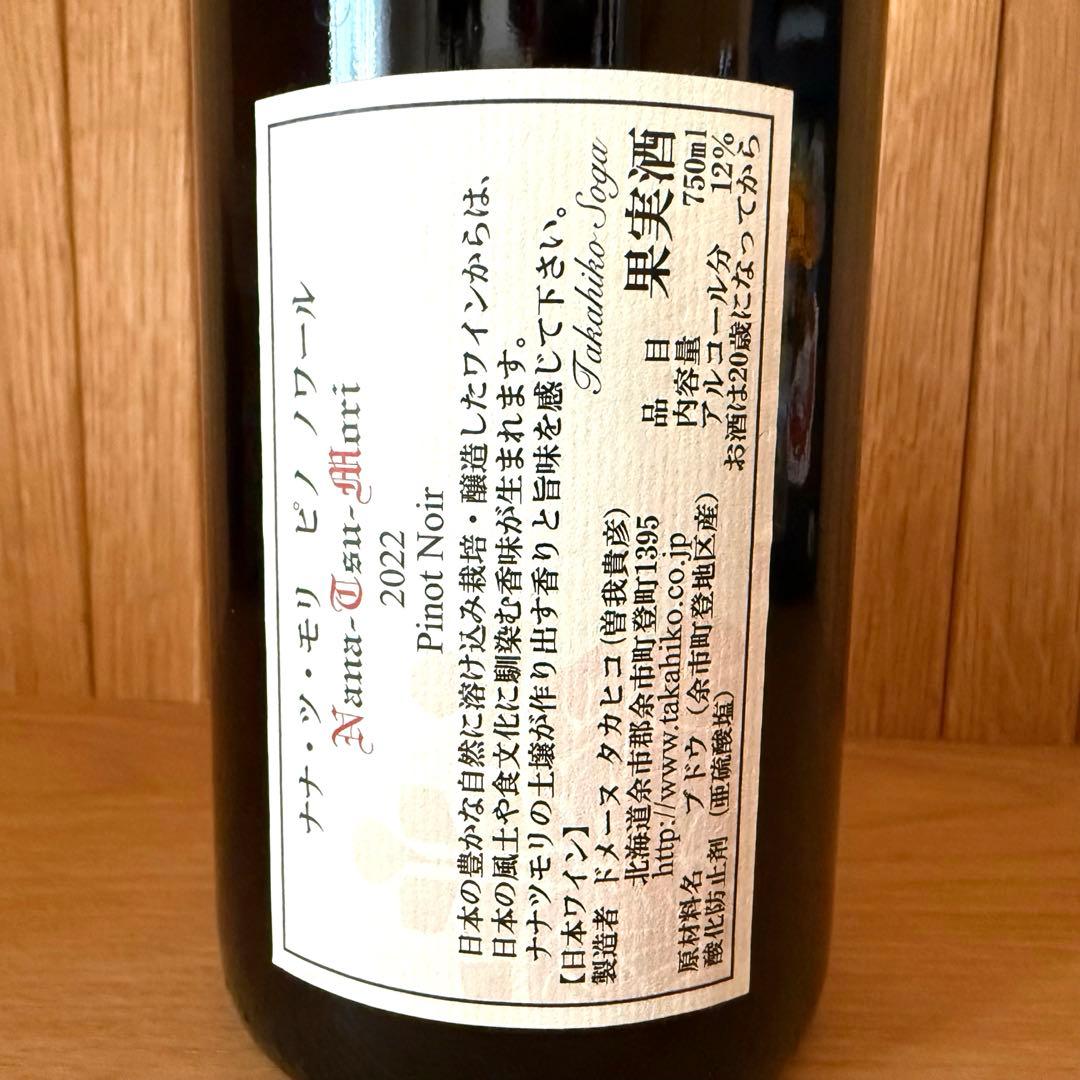 ナナ・ツ・モリ ピノ ノワール
Nana-Tsu-Mori
2022
Pinot Noir
日本の豊かな自然に溶け込み栽培・醸造したワインからは、
日本の風土や食文化に馴染む香味が生まれます。
ナナツモリの土壌が作り出す香りと旨味を感じて下さい。
Takahiko Soga
【日本ワイン】
製造者 ドメーヌ タカヒコ(曽我貴彦)
北海道余市郡余市町登町1395
http://www.takahiko.co.jp
原材料名 ブドウ (余市町登地区産)
酸化防止剤 (亜硫酸塩)
品目 果実酒
内容量 750ml
アルコール分 12%
お酒は20歳になってから